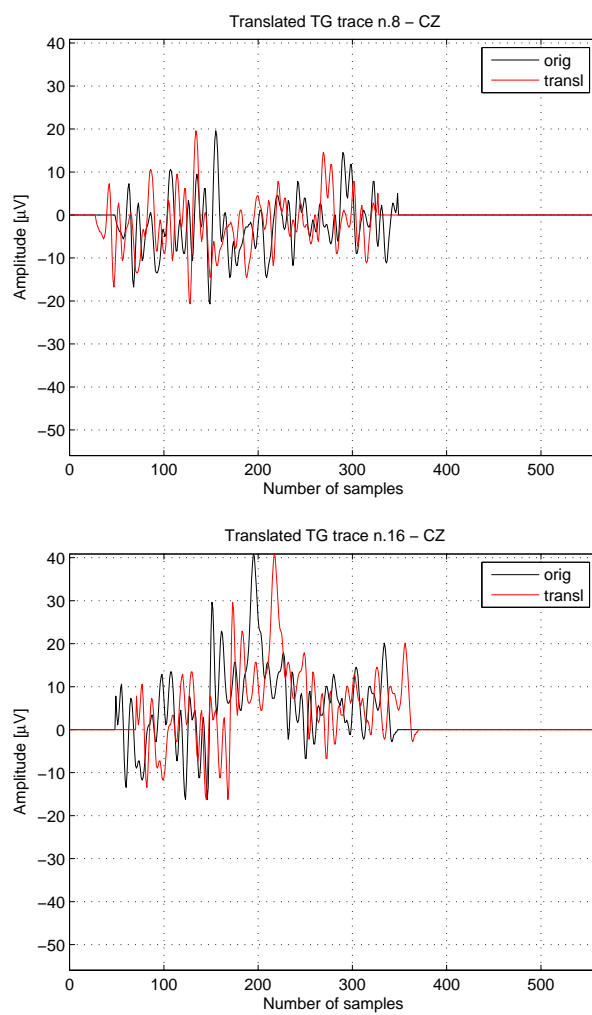 Translated TG trace n.8 − CZ
40
30
20
10
0
−10
−20
−30
−40
−50
Amplitude [μV]
orig
transl
0 100 200 300 400 500
Number of samples
Translated TG trace n.16 − CZ
40
30
20
10
0
−10
−20
−30
−40
−50
Amplitude [μV]
orig
transl
0 100 200 300 400 500
Number of samples